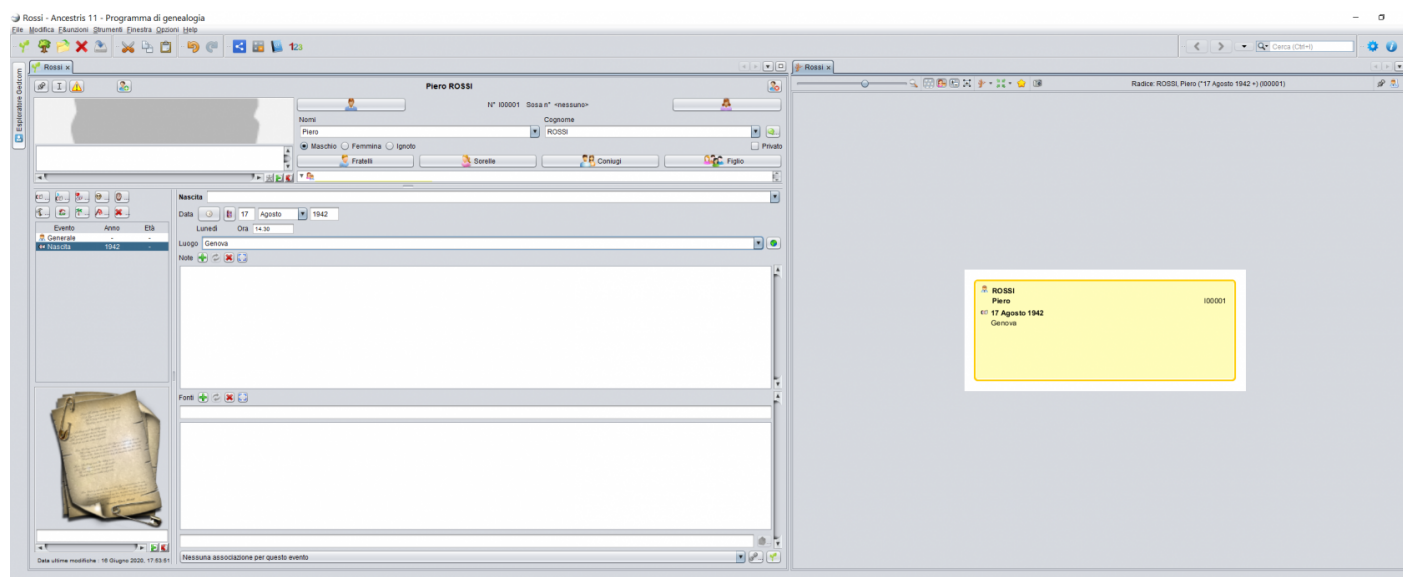 Rossi - Ancestris 11 - Programma di genealogia
File Modifica Funzioni Strumenti Finestra Opzioni Help
123
Cerca (Ctrl+I)
Esploratore Gedcom
Rossi
Piero ROSSI
N° I00001 Sosa n° <nessuno>
Nomi Cognome
Piero ROSSI
Maschio Femmina Ignoto Privato
Fratelli Sorelle Coniugi Figlio
Evento Anno Età
Generale - -
Nascita 1942 -
Data ultime modifiche : 16 Giugno 2020, 17:53:51
Nascita
Data 17 Agosto 1942
Lunedì Ora 14.30
Luogo Genova
Note
Fonti
Nessuna associazione per questo evento
Rossi
Radice: ROSSI, Piero (*17 Agosto 1942 +) (I00001)
ROSSI
Piero I00001
17 Agosto 1942
Genova